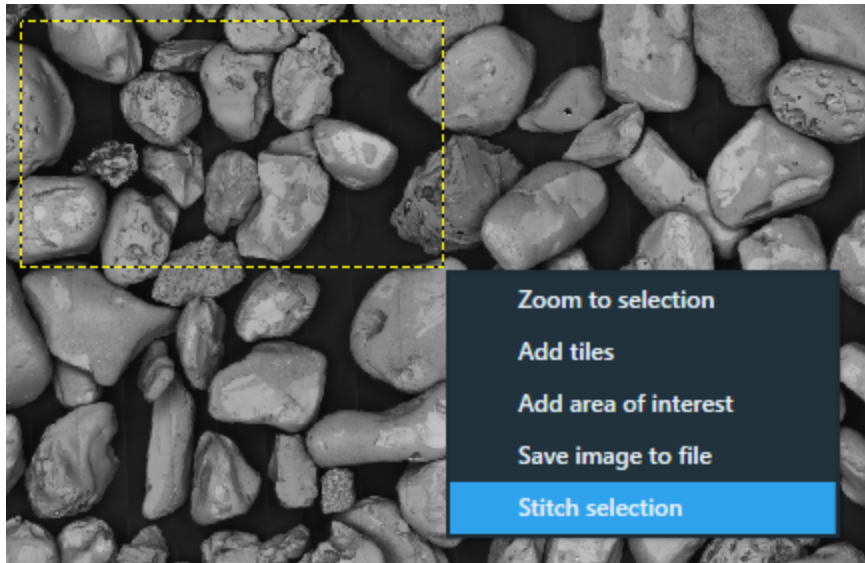 Zoom to selection
Add tiles
Add area of interest
Save image to file
Stitch selection